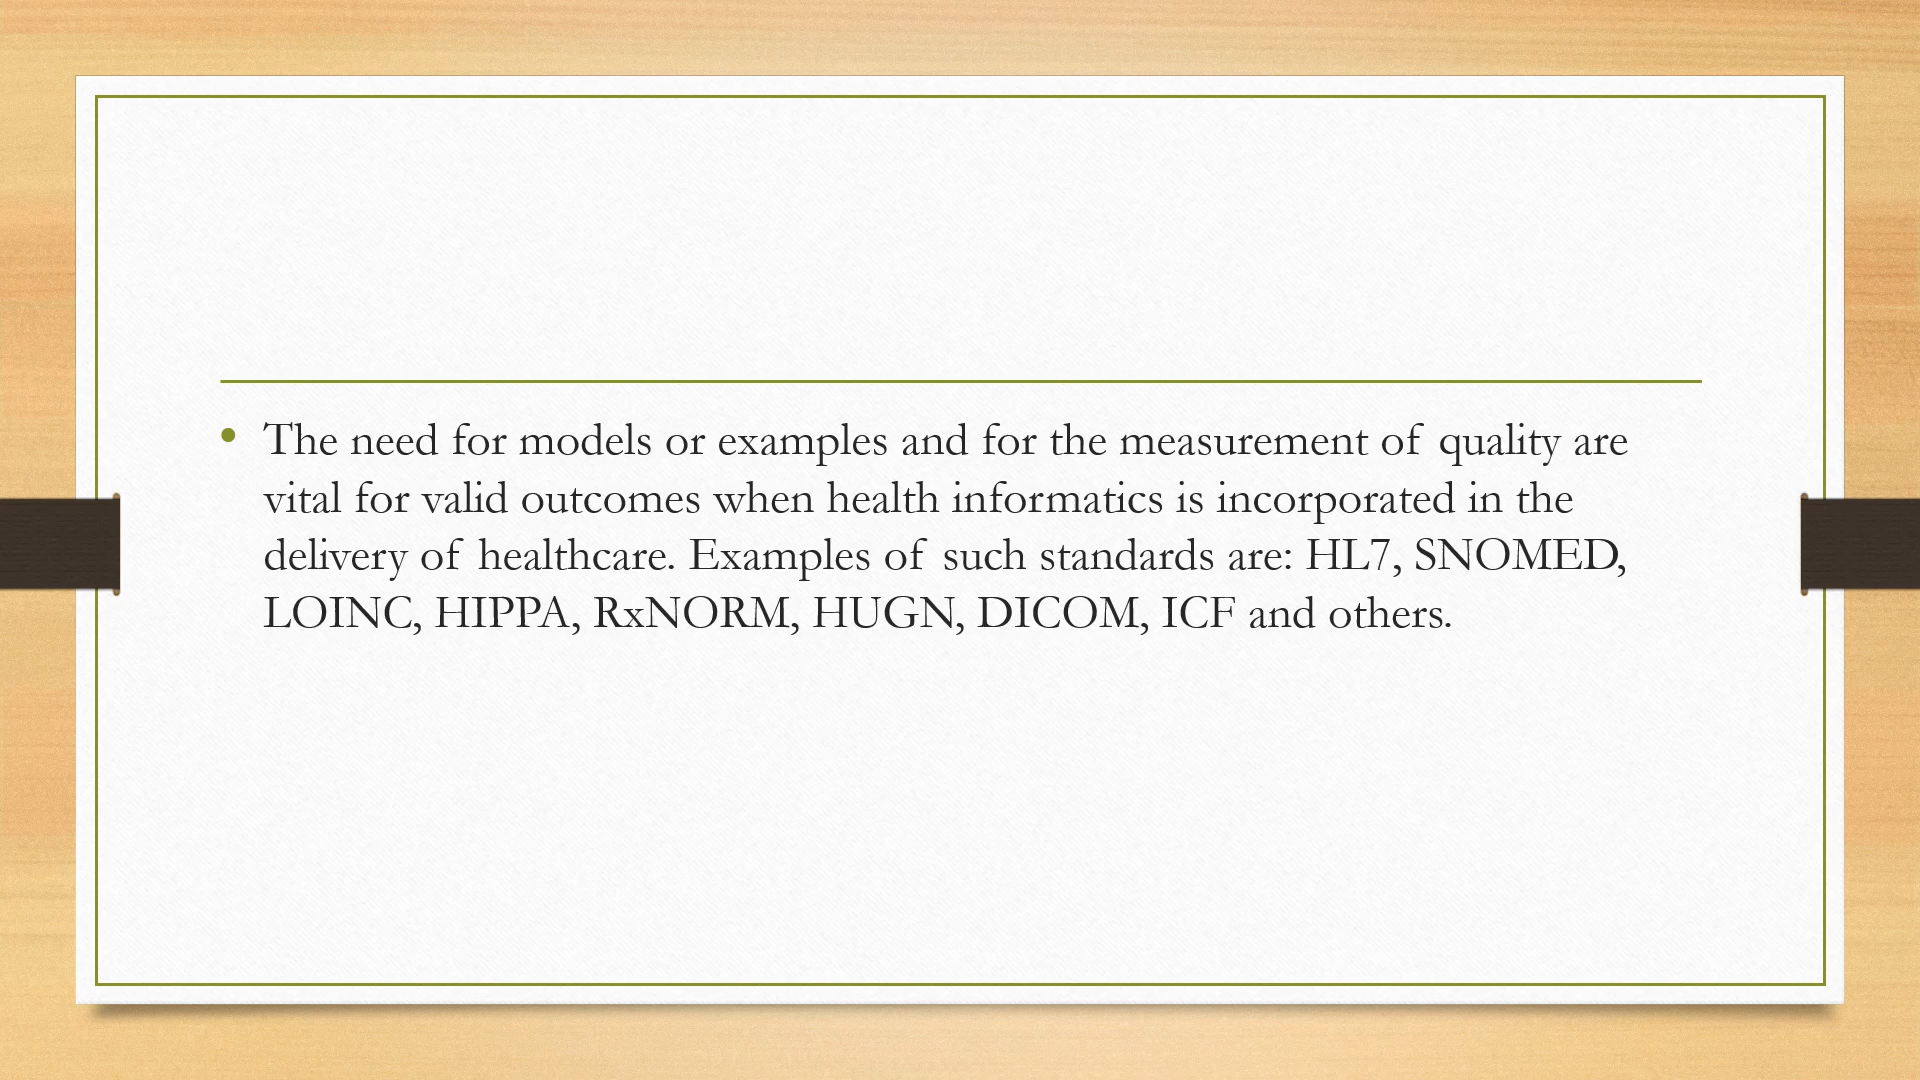 • The need for models or examples and for the measurement of quality are
vital for valid outcomes when health informatics is incorporated in the
delivery of healthcare. Examples of such standards are: HL7, SNOMED,
LOINC, HIPPA, RxNORM, HUGN, DICOM, ICF and others.